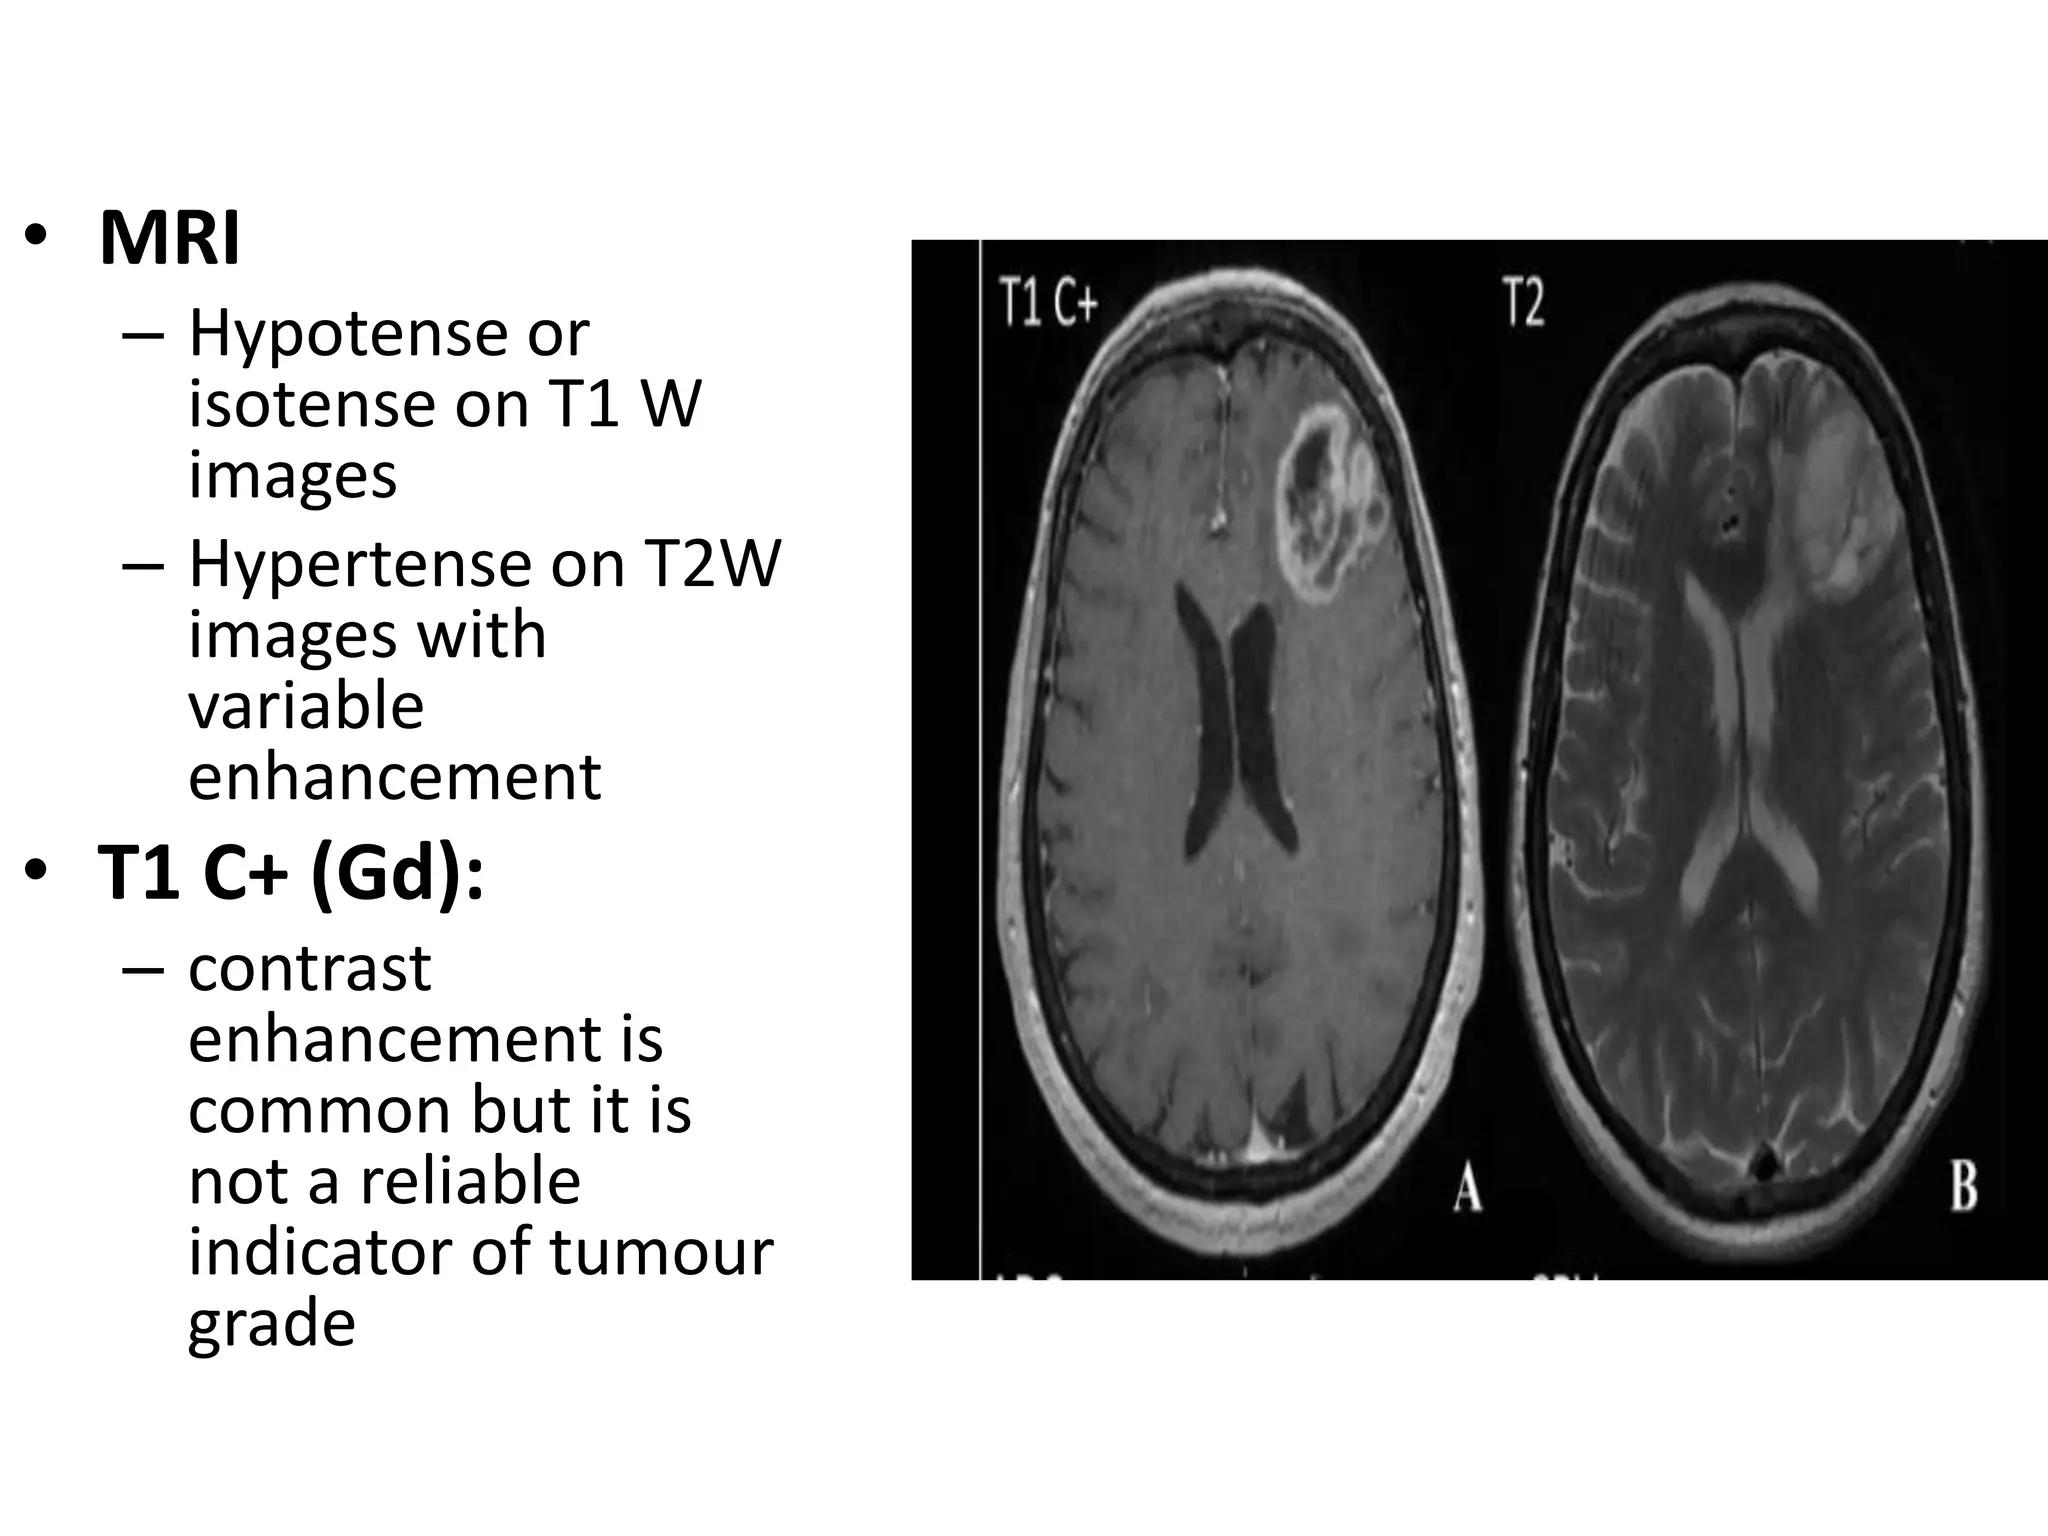 • MRI
– Hypotense or
isotense on T1 W
images
– Hypertense on T2W
images with
variable
enhancement
• T1 C+ (Gd):
– contrast
enhancement is
common but it is
not a reliable
indicator of tumour
grade
T1 C+
T2
A
B